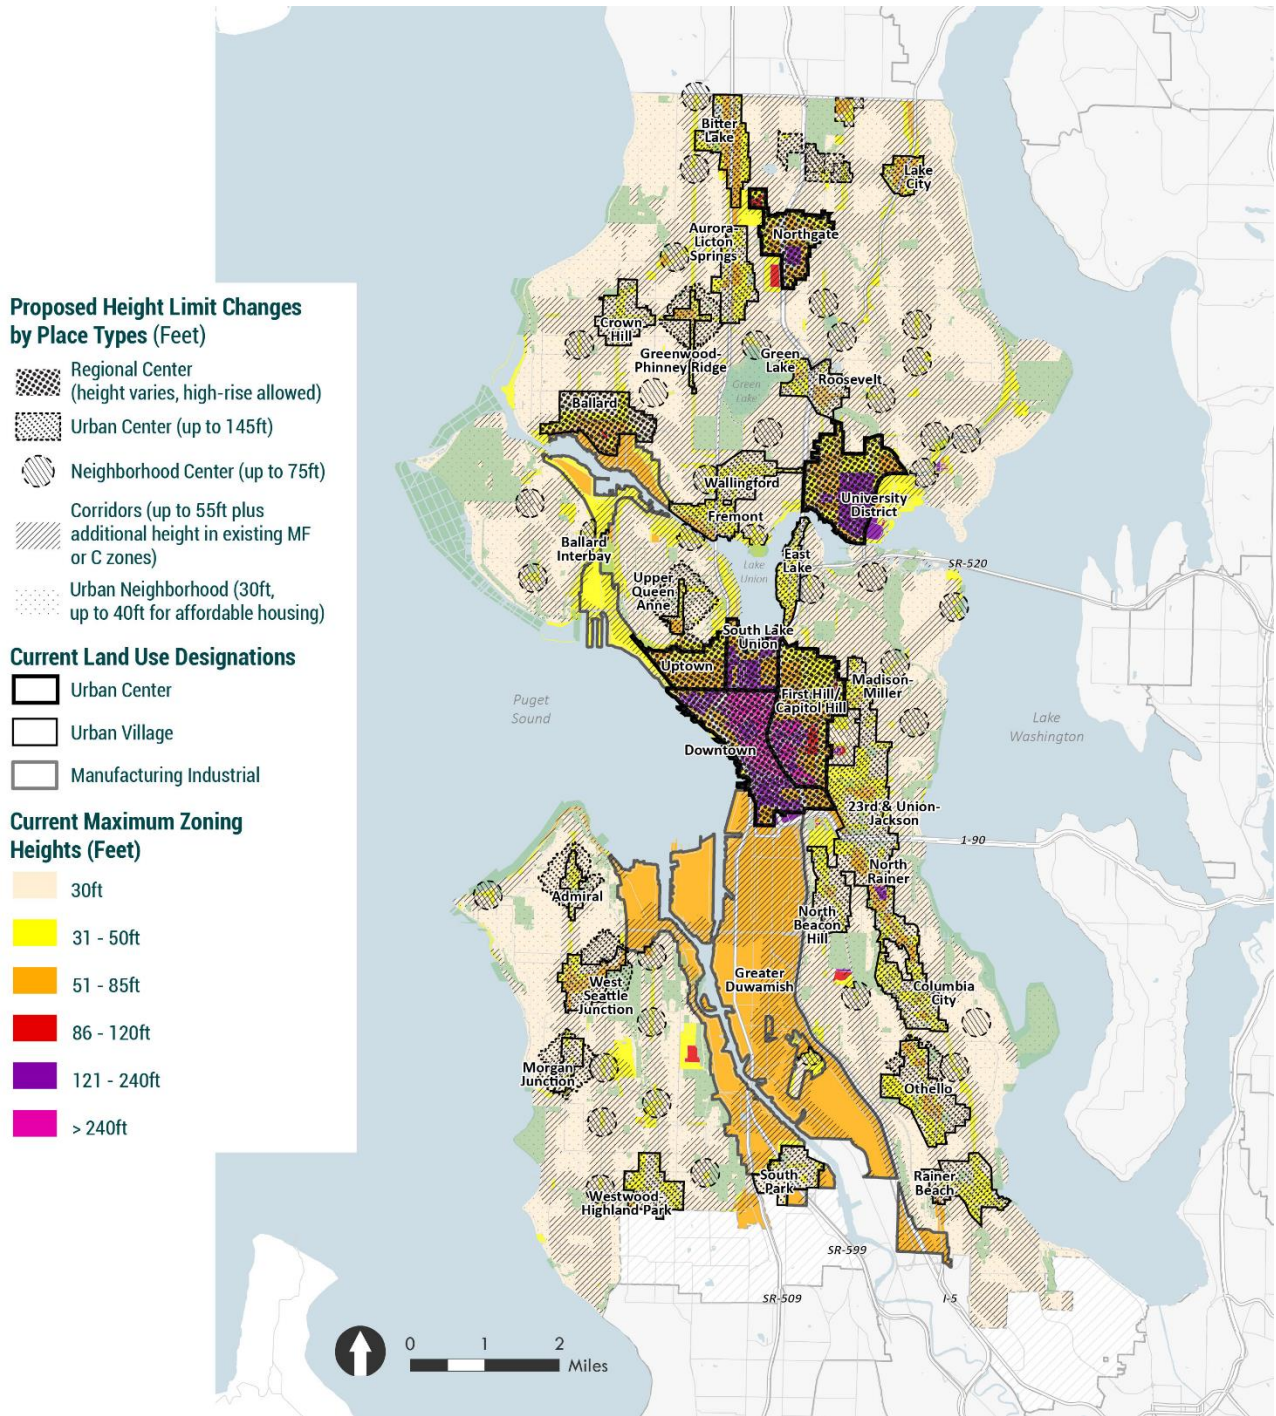 Proposed Height Limit Changes
by Place Types (Feet)
Regional Center
(height varies, high-rise allowed)
Urban Center (up to 145ft)
Neighborhood Center (up to 75ft)
Corridors (up to 55ft plus
additional height in existing MF
or C zones)
Urban Neighborhood (30ft,
up to 40ft for affordable housing)
Current Land Use Designations
Urban Center
Urban Village
Manufacturing Industrial
Current Maximum Zoning
Heights (Feet)
30ft
31 - 50ft
51 - 85ft
86 - 120ft
121 - 240ft
> 240ft
Bitter
Lake
Lake
City
Northgate
Aurora-
Licton
Springs
Crown
Hill
Greenwood-
Phinney Ridge
Green
Lake
Roosevelt
Green
Lake
Ballard
Wallingford
University
District
Fremont
Ballard
Interbay
East
Lake
Lake
Union
SR-520
Upper
Queen
Anne
South Lake
Union
Uptown
Madison-
Miller
First Hill/
Capitol Hill
Puget
Sound
Lake
Washington
Downtown
23rd & Union-
Jackson
1-90
North
Rainer
Admiral
North
Beacon
Hill
West
Seattle
Junction
Greater
Duwamish
Columbia
City
Morgan
Junction
Othello
South
Park
Rainer
Beach
Westwood-
Highland Park
SR-599
SR-509
I-5
0 1 2
Miles